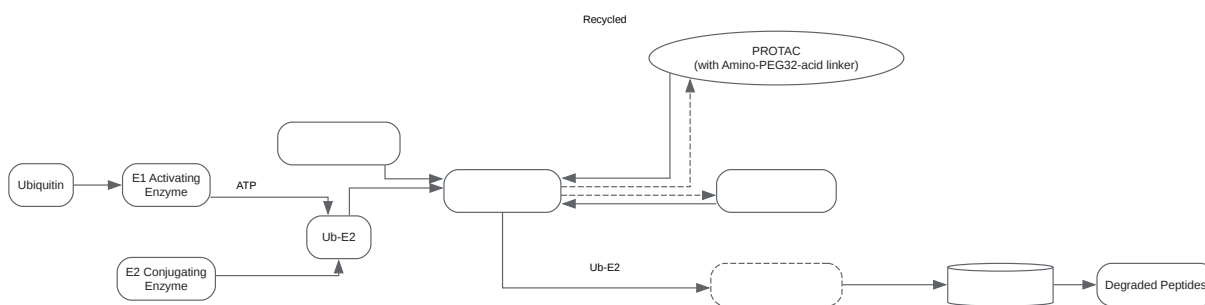 Recycled
PROTAC
(with Amino-PEG32-acid linker)
Ubiquitin
E1 Activating
Enzyme
ATP
Ub-E2
E2 Conjugating
Enzyme
Ub-E2
Degraded Peptides